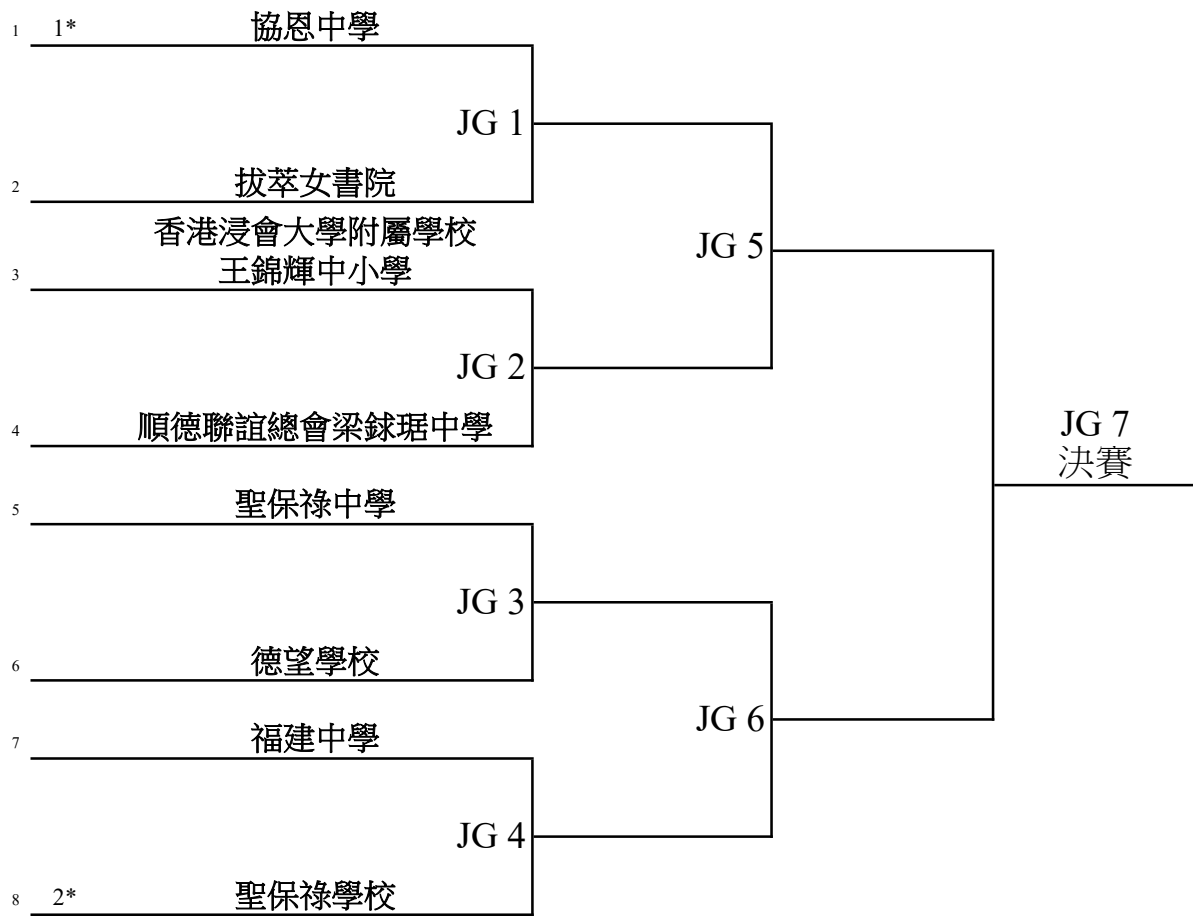 1 1* 協恩中學
JG 1
2 拔萃女書院
香港浸會大學附屬學校
JG 5
3 王錦輝中小學
JG 2
4 順德聯誼總會梁銶琚中學
JG 7
決賽
5 聖保祿中學
JG 3
6 德望學校
JG 6
7 福建中學
JG 4
8 2* 聖保祿學校